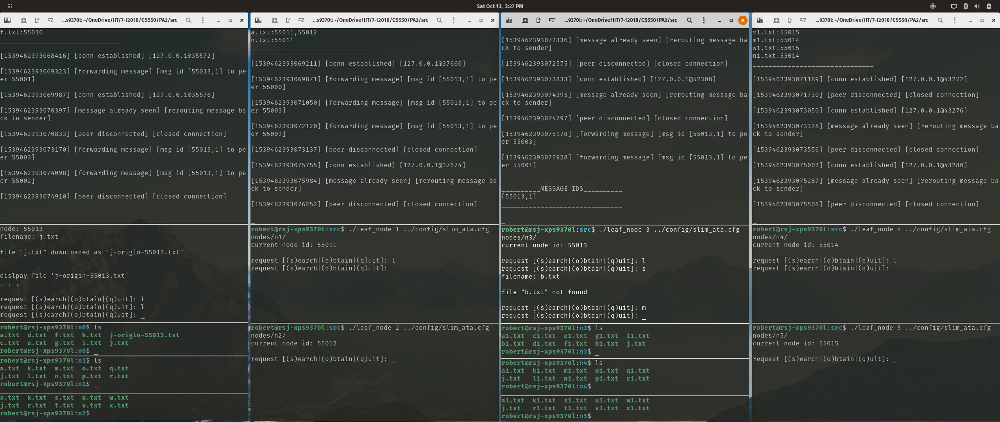 Sat Oct 13, 3:27 PM
...s9370l: ~/OneDrive/IIT/7-f2018/CS550/PA2/src
f.txt:55010
_______________________________
[1539462393068416] [conn established] [127.0.0.1@35572]
[1539462393069323] [forwarding message] [msg id [55013,1] to pe
er 55001]
[1539462393069987] [conn established] [127.0.0.1@35576]
[1539462393070397] [message already seen] [rerouting message ba
ck to sender]
[1539462393070833] [peer disconnected] [closed connection]
[1539462393073170] [forwarding message] [msg id [55013,1] to pe
er 55003]
[1539462393074098] [forwarding message] [msg id [55013,1] to pe
er 55002]
[1539462393074910] [peer disconnected] [closed connection]
_
node: 55013
filename: j.txt
file "j.txt" downloaded as "j-origin-55013.txt"
dislpay file 'j-origin-55013.txt'
. . .
request [(s)earch|(o)btain|(q)uit]: l
request [(s)earch|(o)btain|(q)uit]: l
request [(s)earch|(o)btain|(q)uit]: _
robert@rsj-xps9370l:n0$ ls
a.txt  d.txt  f.txt  h.txt  j-origin-55013.txt
c.txt  e.txt  g.txt  i.txt  j.txt
robert@rsj-xps9370l:n0$ _
robert@rsj-xps9370l:n1$ ls
a.txt  k.txt  m.txt  o.txt  q.txt
j.txt  l.txt  n.txt  p.txt  r.txt
robert@rsj-xps9370l:n1$ _
a.txt  k.txt  s.txt  u.txt  w.txt
j.txt  r.txt  t.txt  v.txt  x.txt
robert@rsj-xps9370l:n2$ _
...s9370l: ~/OneDrive/IIT/7-f2018/CS550/PA2/src
a.txt:55011,55012
n.txt:55011
_______________________________
[1539462393069211] [conn established] [127.0.0.1@37660]
[1539462393069871] [forwarding message] [msg id [55013,1] to pe
er 55000]
[1539462393071050] [forwarding message] [msg id [55013,1] to pe
er 55003]
[1539462393072120] [forwarding message] [msg id [55013,1] to pe
er 55002]
[1539462393073137] [peer disconnected] [closed connection]
[1539462393075755] [conn established] [127.0.0.1@37674]
[1539462393075984] [message already seen] [rerouting message ba
ck to sender]
[1539462393076252] [peer disconnected] [closed connection]
_
robert@rsj-xps9370l:src$ ./leaf_node 1 ../config/slim_ata.cfg
nodes/n1/
current node id: 55011
request [(s)earch|(o)btain|(q)uit]: l
request [(s)earch|(o)btain|(q)uit]: _
robert@rsj-xps9370l:src$ ./leaf_node 2 ../config/slim_ata.cfg
nodes/n2/
current node id: 55012
request [(s)earch|(o)btain|(q)uit]: _
...9370l: ~/OneDrive/IIT/7-f2018/CS550/PA2/src
[1539462393072336] [message already seen] [rerouting message ba
ck to sender]
[1539462393072575] [peer disconnected] [closed connection]
[1539462393073833] [conn established] [127.0.0.1@52308]
[1539462393074395] [message already seen] [rerouting message ba
ck to sender]
[1539462393074797] [peer disconnected] [closed connection]
[1539462393075178] [forwarding message] [msg id [55013,1] to pe
er 55003]
[1539462393075928] [forwarding message] [msg id [55013,1] to pe
er 55001]
__________MESSAGE IDS__________
[55013,1]
_______________________________
_
robert@rsj-xps9370l:src$ ./leaf_node 3 ../config/slim_ata.cfg
nodes/n3/
current node id: 55013
request [(s)earch|(o)btain|(q)uit]: l
request [(s)earch|(o)btain|(q)uit]: s
filename: b.txt
file "b.txt" not found
request [(s)earch|(o)btain|(q)uit]: m
request [(s)earch|(o)btain|(q)uit]: _
robert@rsj-xps9370l:n3$ ls
a1.txt  c1.txt  e1.txt  g1.txt  i1.txt
b1.txt  d1.txt  f1.txt  h1.txt  j.txt
robert@rsj-xps9370l:n3$ _
robert@rsj-xps9370l:n4$ ls
a1.txt  k1.txt  m1.txt  o1.txt  q1.txt
j.txt   l1.txt  n1.txt  p1.txt  r1.txt
robert@rsj-xps9370l:n4$ _
a1.txt  k1.txt  s1.txt  u1.txt  w1.txt
j.txt   r1.txt  t1.txt  v1.txt  x1.txt
robert@rsj-xps9370l:n5$ _
...9370l: ~/OneDrive/IIT/7-f2018/CS550/PA2/src
v1.txt:55015
m1.txt:55014
w1.txt:55015
n1.txt:55014
_______________________________
[1539462393071189] [conn established] [127.0.0.1@43272]
[1539462393071730] [peer disconnected] [closed connection]
[1539462393073050] [conn established] [127.0.0.1@43276]
[1539462393073328] [message already seen] [rerouting message ba
ck to sender]
[1539462393073556] [peer disconnected] [closed connection]
[1539462393075002] [conn established] [127.0.0.1@43280]
[1539462393075287] [message already seen] [rerouting message ba
ck to sender]
[1539462393075508] [peer disconnected] [closed connection]
_
robert@rsj-xps9370l:src$ ./leaf_node 4 ../config/slim_ata.cfg
nodes/n4/
current node id: 55014
request [(s)earch|(o)btain|(q)uit]: l
request [(s)earch|(o)btain|(q)uit]: _
robert@rsj-xps9370l:src$ ./leaf_node 5 ../config/slim_ata.cfg
nodes/n5/
current node id: 55015
request [(s)earch|(o)btain|(q)uit]: _